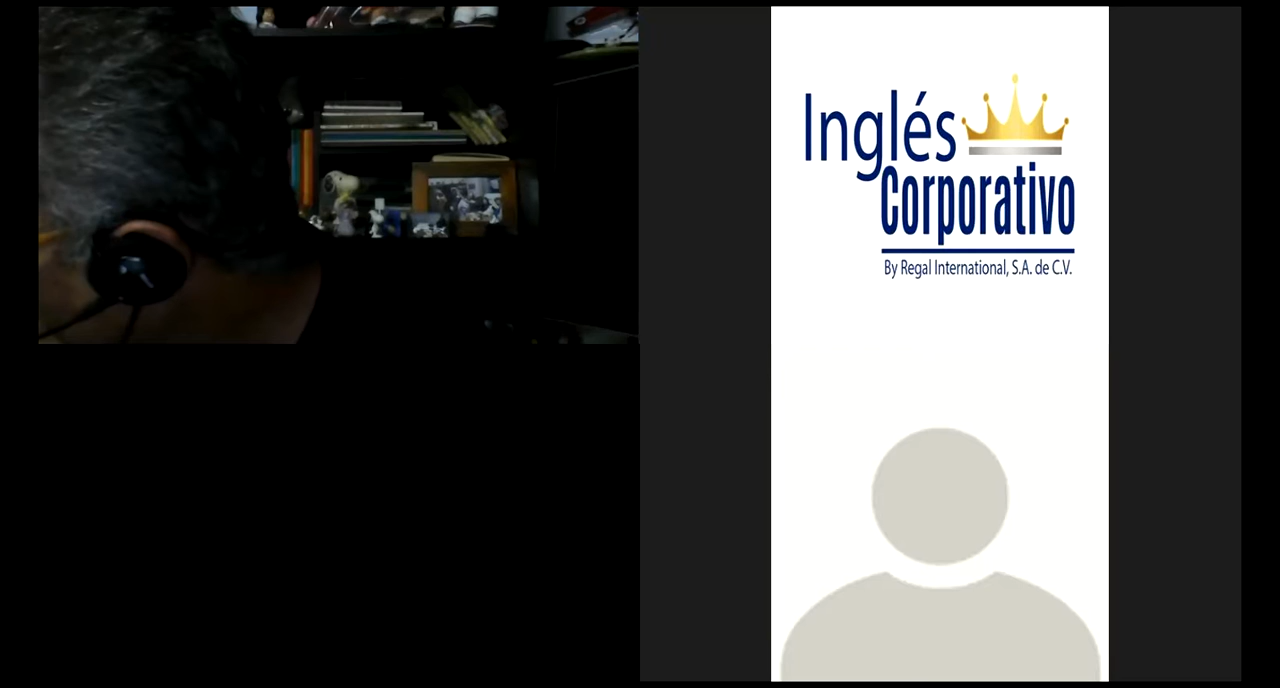 Inglés
Corporativo
By Regal International, S.A. de C.V.